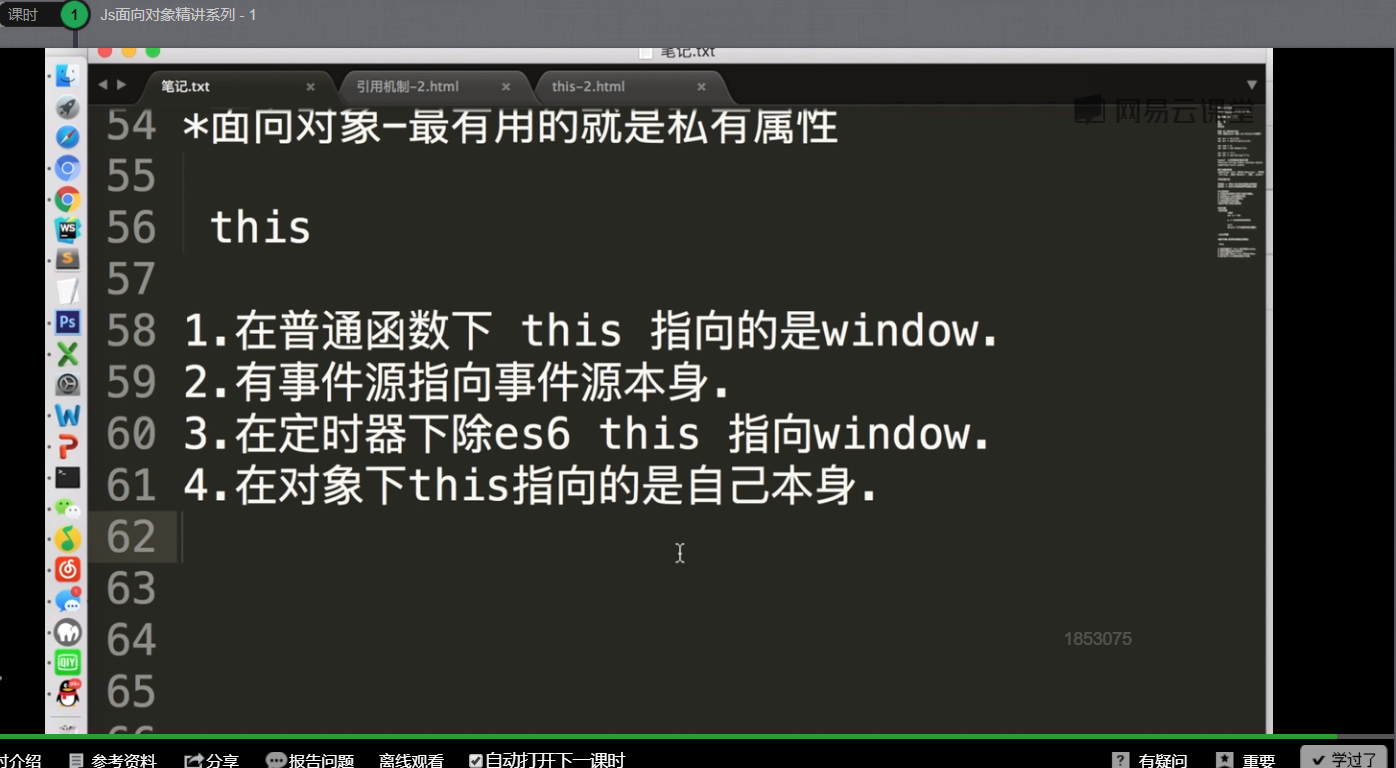 课时 1 Js面向对象精讲系列 - 1
笔记.txt
笔记.txt 引用机制-2.html this-2.html
网易云课堂
54 *面向对象-最有用的就是私有属性
55
56 this
57
58 1.在普通函数下 this 指向的是window.
59 2.有事件源指向事件源本身.
60 3.在定时器下除es6 this 指向window.
61 4.在对象下this指向的是自己本身.
62
63
64
1853075
65
66
时介绍 参考资料 分享 报告问题 离线观看 自动打开下一课时 有疑问 重要 学过了